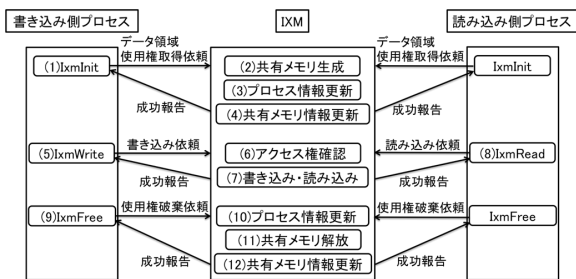 書き込み側プロセス
IXM
読み込み側プロセス
データ領域
使用権取得依頼
データ領域
使用権取得依頼
(1)IxmInit
(2)共有メモリ生成
IxmInit
(3)プロセス情報更新
成功報告
(4)共有メモリ情報更新
成功報告
書き込み依頼
読み込み依頼
(5)IxmWrite
(6)アクセス権確認
(8)IxmRead
成功報告
(7)書き込み・読み込み
成功報告
使用権破棄依頼
使用権破棄依頼
(9)IxmFree
(10)プロセス情報更新
IxmFree
(11)共有メモリ解放
成功報告
(12)共有メモリ情報更新
成功報告